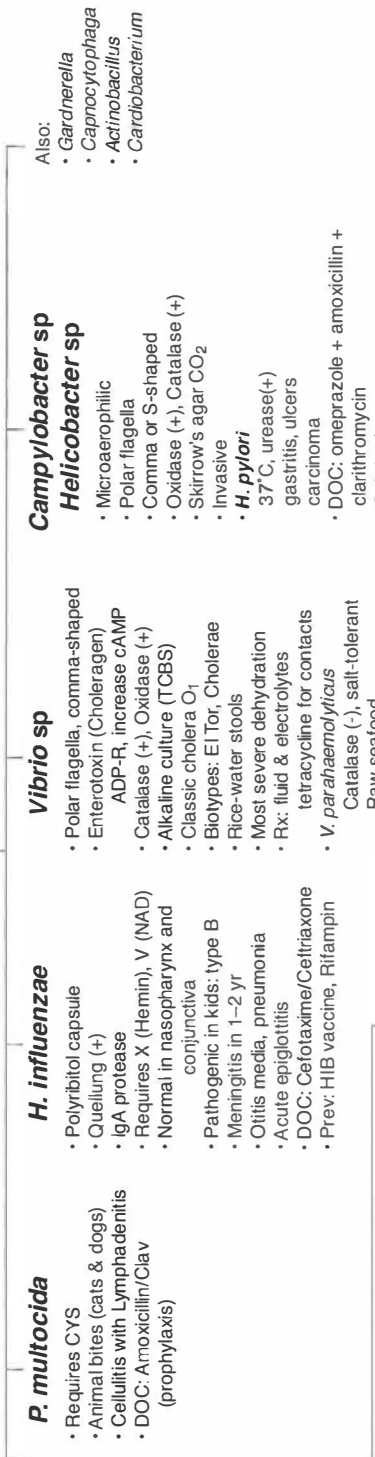 P. multocida
• Requires CYS
• Animal bites (cats & dogs)
• Cellulitis with Lymphadenitis
• DOC: Amoxicillin/Clav
(prophylaxis)
H. influenzae
• Polyribitol capsule
• Quellung (+)
• IgA protease
• Requires X (Hemin), V (NAD)
• Normal in nasopharynx and
conjunctiva
• Pathogenic in kids: type B
• Meningitis in 1–2 yr
• Otitis media, pneumonia
• Acute epiglottitis
• DOC: Cefotaxime/Ceftriaxone
• Prev: HIB vaccine, Rifampin
Vibrio sp
• Polar flagella, comma-shaped
• Enterotoxin (Choleragen)
ADP-R, increase cAMP
• Catalase (+), Oxidase (+)
• Alkaline culture (TCBS)
• Classic cholera O₁
• Biotypes: El Tor, Cholerae
• Rice-water stools
• Most severe dehydration
• Rx: fluid & electrolytes
tetracycline for contacts
• V. parahaemolyticus
Catalase (-), salt-tolerant
Raw seafood
Campylobacter sp
Helicobacter sp
• Microaerophilic
• Polar flagella
• Comma or S-shaped
• Oxidase (+), Catalase (+)
• Skirrow's agar CO₂
• Invasive
• H. pylori
37°C, urease(+)
gastritis, ulcers
carcinoma
• DOC: omeprazole + amoxicillin +
clarithromycin
Also:
• Gardnerella
• Capnocytophaga
• Actinobacillus
• Cardiobacterium